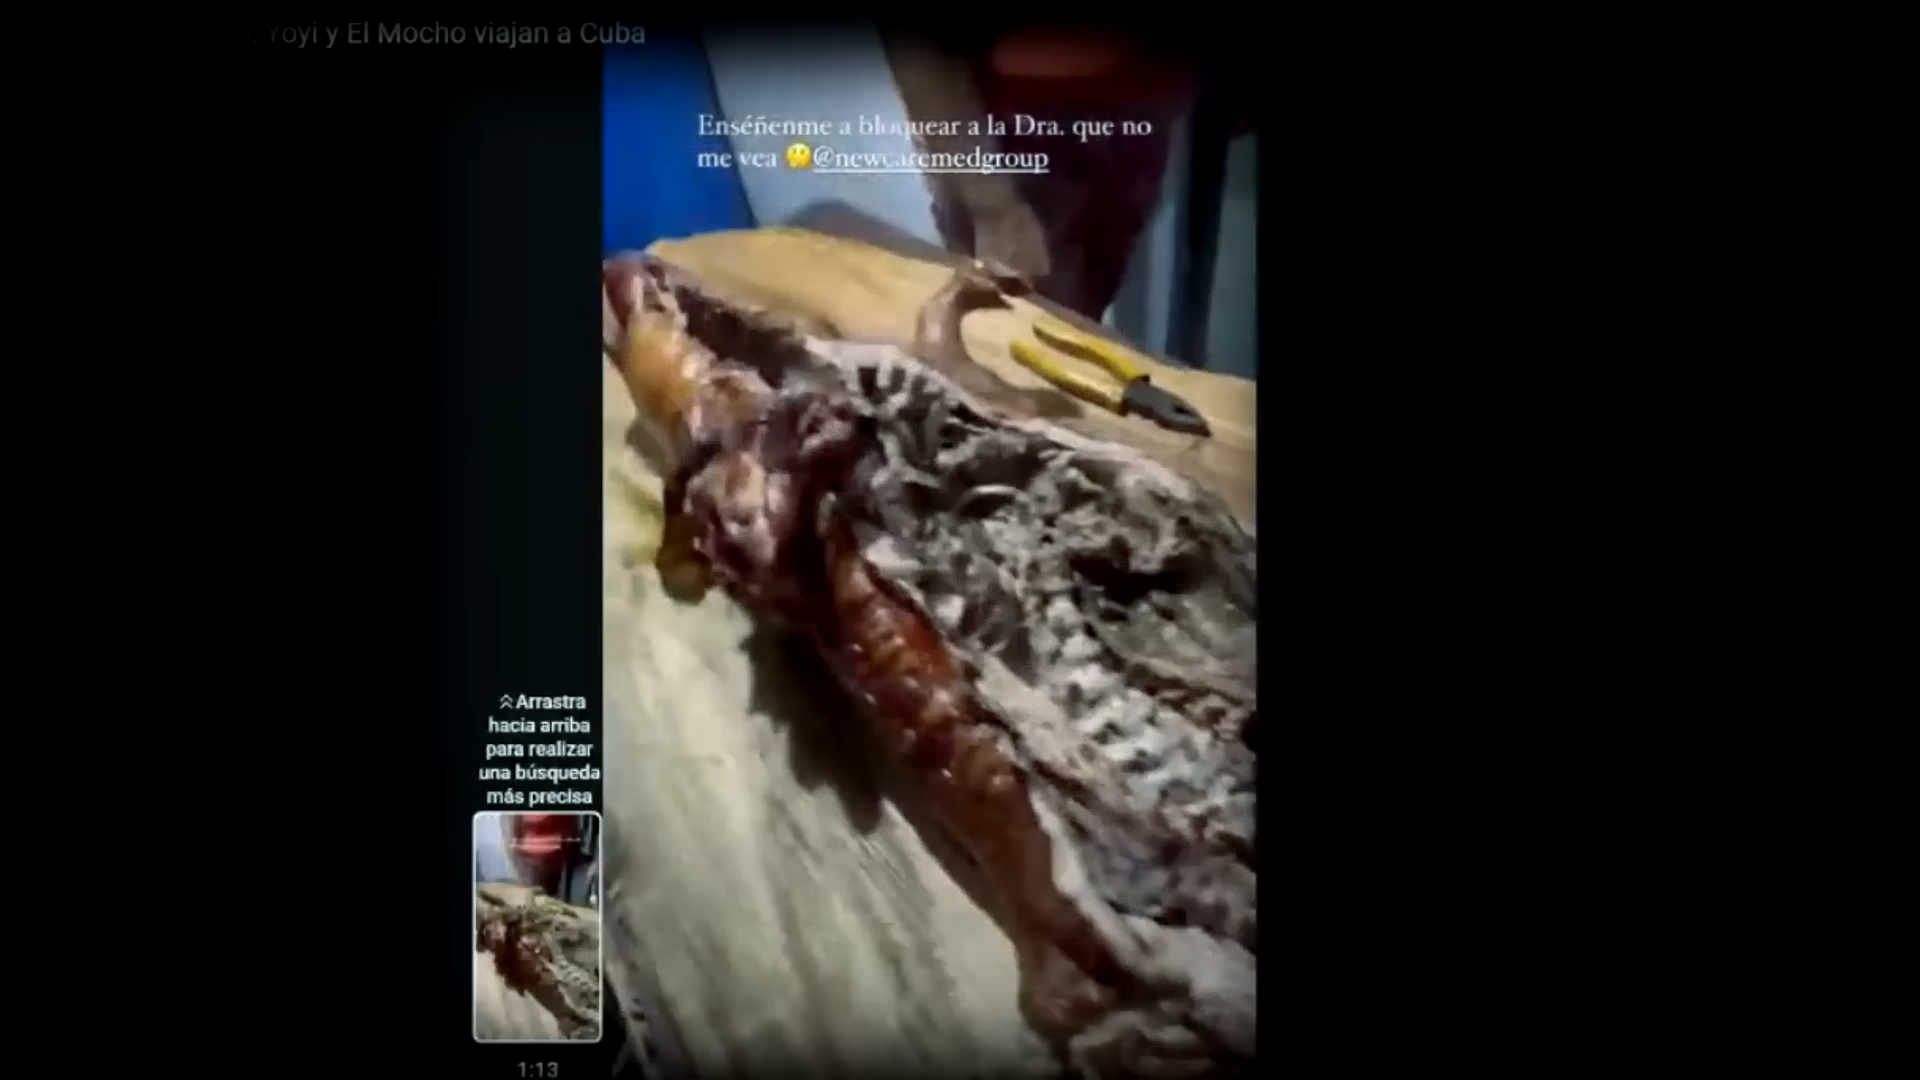 Yoyi y El Mocho viajan a Cuba
Enséñenme a bloquear a la Dra. que no
me vea 🤔@newcaremedgroup
Arrastra
hacia arriba
para realizar
una búsqueda
más precisa
1:13